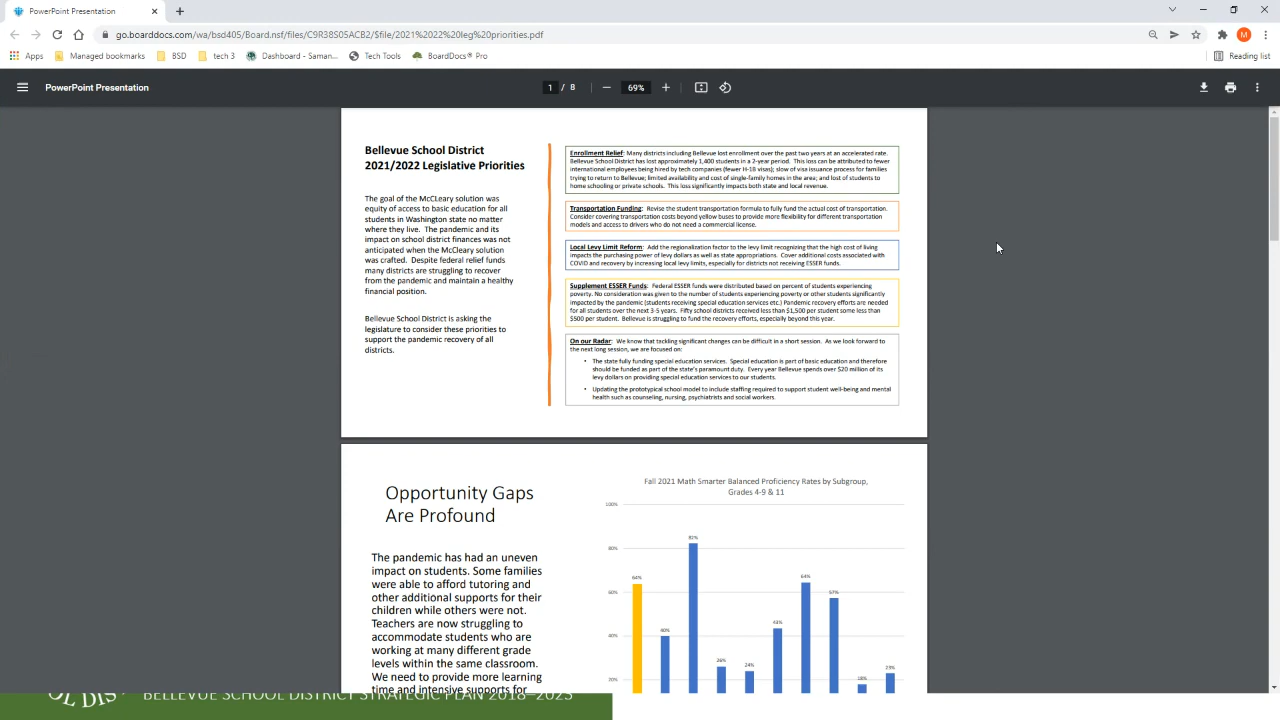 PowerPoint Presentation
go.boarddocs.com/wa/bsd405/Board.nsf/files/C9R38S05ACB2/$file/2021%2022%20leg%20priorities.pdf
M
Apps
Managed bookmarks
BSD
tech 3
Dashboard - Saman...
Tech Tools
BoardDocs® Pro
Reading list
PowerPoint Presentation
1 / 8
69%
Bellevue School District
2021/2022 Legislative Priorities
The goal of the McCleary solution was
equity of access to basic education for all
students in Washington state no matter
where they live. The pandemic and its
impact on school district finances was not
anticipated when the McCleary solution
was crafted. Despite federal relief funds
many districts are struggling to recover
from the pandemic and maintain a healthy
financial position.
Bellevue School District is asking the
legislature to consider these priorities to
support the pandemic recovery of all
districts.
Enrollment Relief: Many districts including Bellevue lost enrollment over the past two years at an accelerated rate.
Bellevue School District has lost approximately 1,400 students in a 2-year period. This loss can be attributed to fewer
international employees being hired by tech companies (fewer H-1B visas); slow of visa issuance process for families
trying to return to Bellevue; limited availability and cost of single-family homes in the area; and lost of students to
home schooling or private schools. This loss significantly impacts both state and local revenue.
Transportation Funding: Revise the student transportation formula to fully fund the actual cost of transportation.
Consider covering transportation costs beyond yellow buses to provide more flexibility for different transportation
models and access to drivers who do not need a commercial license.
Local Levy Limit Reform: Add the regionalization factor to the levy limit recognizing that the high cost of living
impacts the purchasing power of levy dollars as well as state appropriations. Cover additional costs associated with
COVID and recovery by increasing local levy limits, especially for districts not receiving ESSER funds.
Supplement ESSER Funds: Federal ESSER funds were distributed based on percent of students experiencing
poverty. No consideration was given to the number of students experiencing poverty or other students significantly
impacted by the pandemic (students receiving special education services etc.) Pandemic recovery efforts are needed
for all students over the next 3-5 years. Fifty school districts received less than $1,500 per student some less than
$500 per student. Bellevue is struggling to fund the recovery efforts, especially beyond this year.
On our Radar: We know that tackling significant changes can be difficult in a short session. As we look forward to
the next long session, we are focused on:
• The state fully funding special education services. Special education is part of basic education and therefore
should be funded as part of the state's paramount duty. Every year Bellevue spends over $20 million of its
levy dollars on providing special education services to our students.
• Updating the prototypical school model to include staffing required to support student well-being and mental
health such as counseling, nursing, psychiatrists and social workers.
Opportunity Gaps
Are Profound
The pandemic has had an uneven
impact on students. Some families
were able to afford tutoring and
other additional supports for their
children while others were not.
Teachers are now struggling to
accommodate students who are
working at many different grade
levels within the same classroom.
We need to provide more learning
time and intensive supports for
Fall 2021 Math Smarter Balanced Proficiency Rates by Subgroup,
Grades 4-9 & 11
100%
80%
60%
40%
20%
64%
40%
82%
26%
24%
43%
64%
57%
18%
23%
OL DIS
BELLEVUE SCHOOL DISTRICT STRATEGIC PLAN 2018–2023